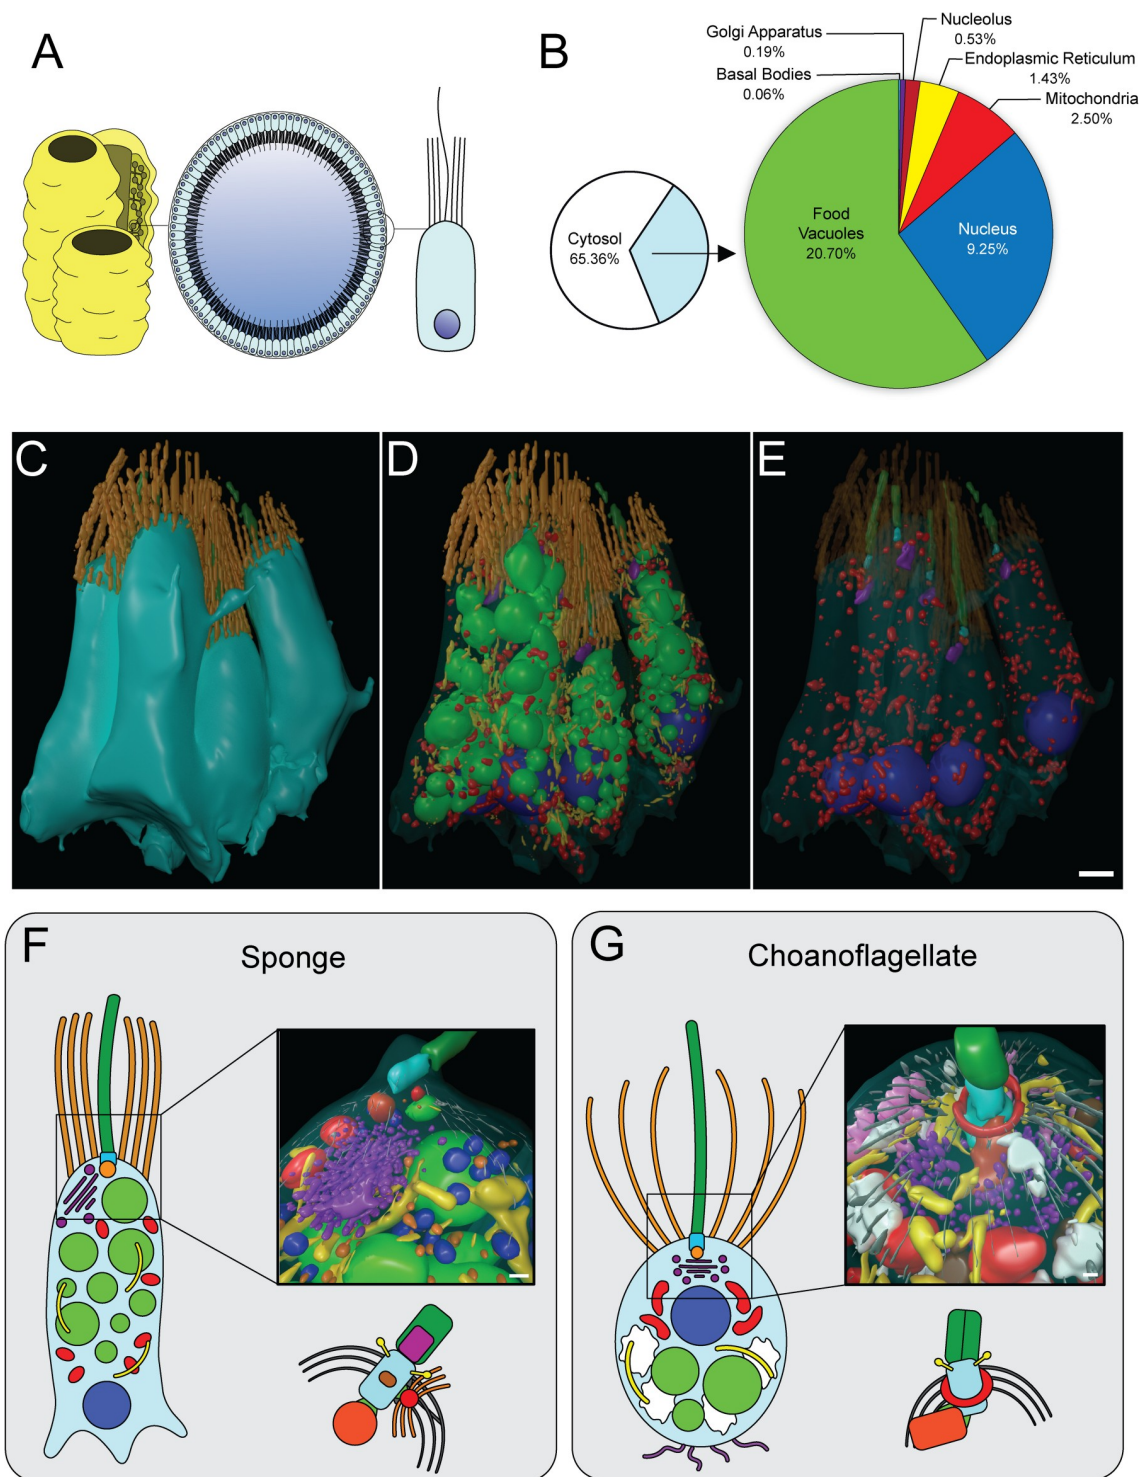 A
B
Golgi Apparatus
0.19%
Basal Bodies
0.06%
Nucleolus
0.53%
Endoplasmic Reticulum
1.43%
Mitochondria
2.50%
Cytosol
65.36%
Food
Vacuoles
20.70%
Nucleus
9.25%
C
D
E
F
Sponge
G
Choanoflagellate